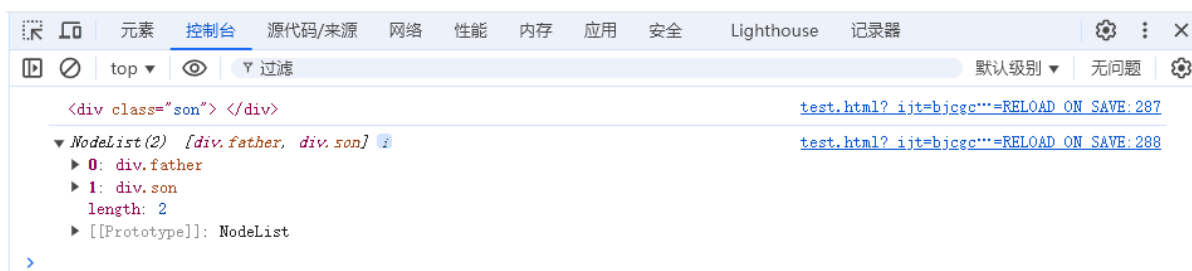 元素 控制台 源代码/来源 网络 性能 内存 应用 安全 Lighthouse 记录器
top ▼ 过滤 默认级别 ▼ 无问题
<div class="son"> </div> test.html?_ijt=bjcgc…=RELOAD_ON_SAVE:287
▼ NodeList(2) [div.father, div.son] i test.html?_ijt=bjcgc…=RELOAD_ON_SAVE:288
▶ 0: div.father
▶ 1: div.son
length: 2
▶ [[Prototype]]: NodeList
>